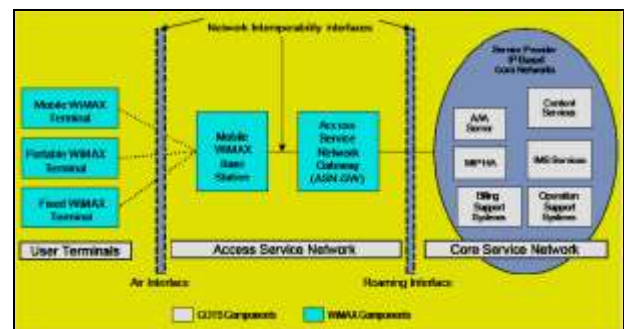 Network Interoperability Interfaces
Service Provider
IP Based
Core Networks
Mobile WiMAX
Terminal
Portable WiMAX
Terminal
Fixed WiMAX
Terminal
Mobile
WiMAX
Base
Station
Access
Service
Network
Gateway
(ASN-GW)
AAA
Server
Content
Services
MIP HA
IMS Services
Billing
Support
Systems
Operation
Support
Systems
User Terminals
Access Service Network
Core Service Network
Air Interface
Roaming Interface
COTS Components
WiMAX Components